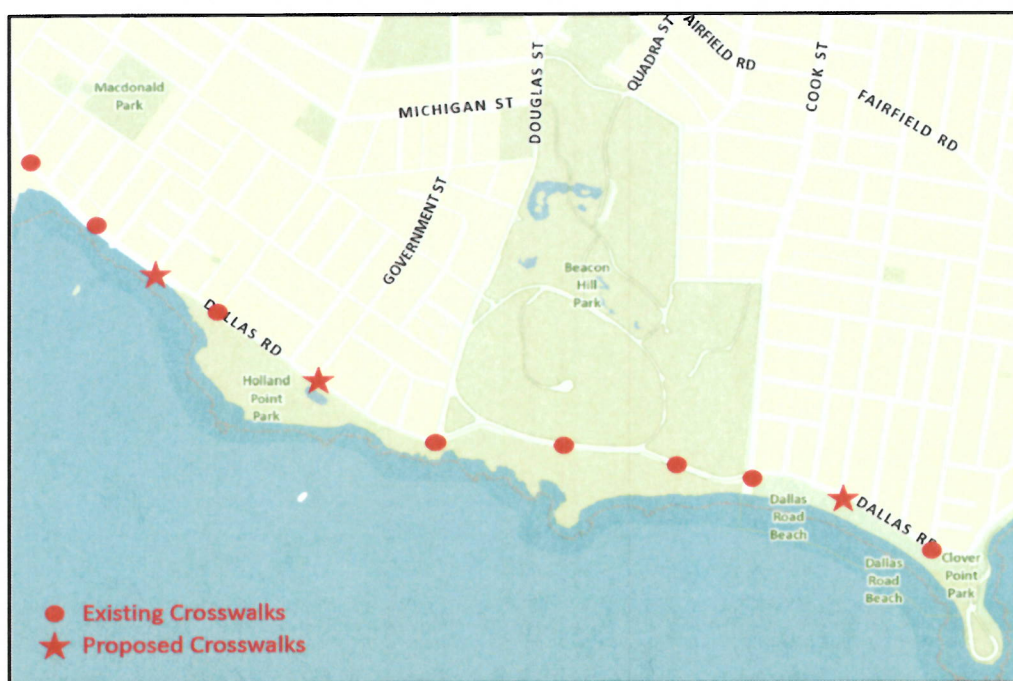 Macdonald
Park
MICHIGAN ST
DOUGLAS ST
QUADRA ST
AIRFIELD RD
COOK ST
FAIRFIELD RD
GOVERNMENT ST
Beacon
Hill
Park
DALLAS RD
Holland
Point
Park
Dallas
Road
Beach
DALLAS RD
Dallas
Road
Beach
Clover
Point
Park
Existing Crosswalks
Proposed Crosswalks